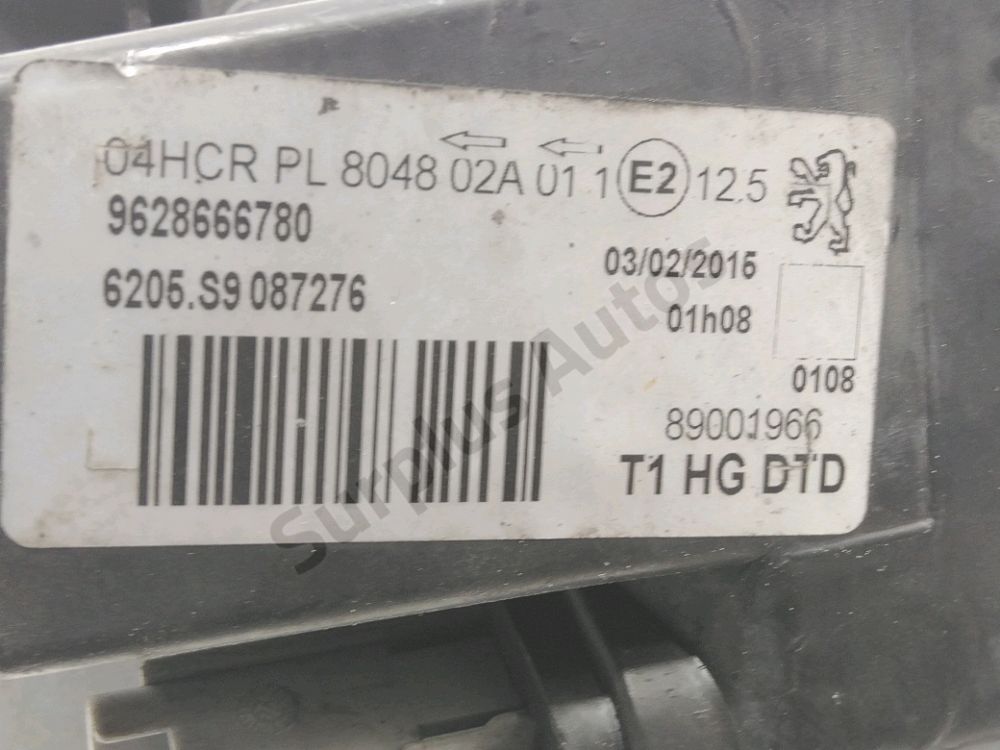 04HCR PL 8048 02A 01 1 E2 12.5
9628666780
03/02/2015
6205.S9 087276
01h08
0108
89001966
T1 HG DTD
Surplus Autos